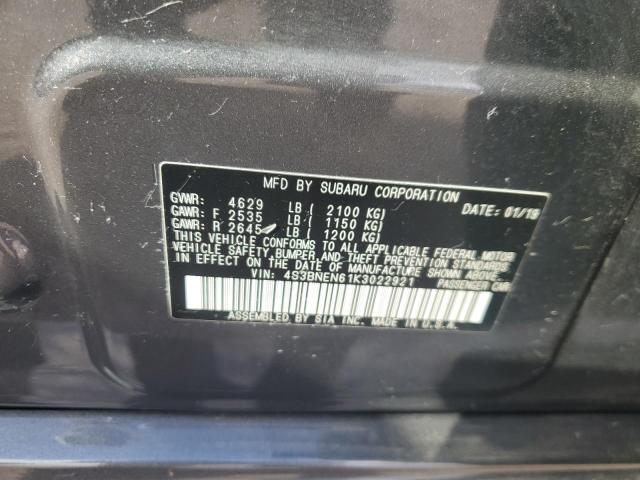 MFD BY SUBARU CORPORATION
GVWR: 4629 LB ( 2100 KG) DATE: 01/19
GAWR: F 2535 LB ( 1150 KG)
GAWR: R 2645 LB ( 1200 KG)
THIS VEHICLE CONFORMS TO ALL APPLICABLE FEDERAL MOTOR
VEHICLE SAFETY, BUMPER AND THEFT PREVENTION STANDARDS
IN EFFECT ON THE DATE OF MANUFACTURE SHOWN ABOVE.
VIN: 4S3BNEN61K3022921 PASSENGER CAR
ASSEMBLED BY SIA INC. MADE IN U.S.A.